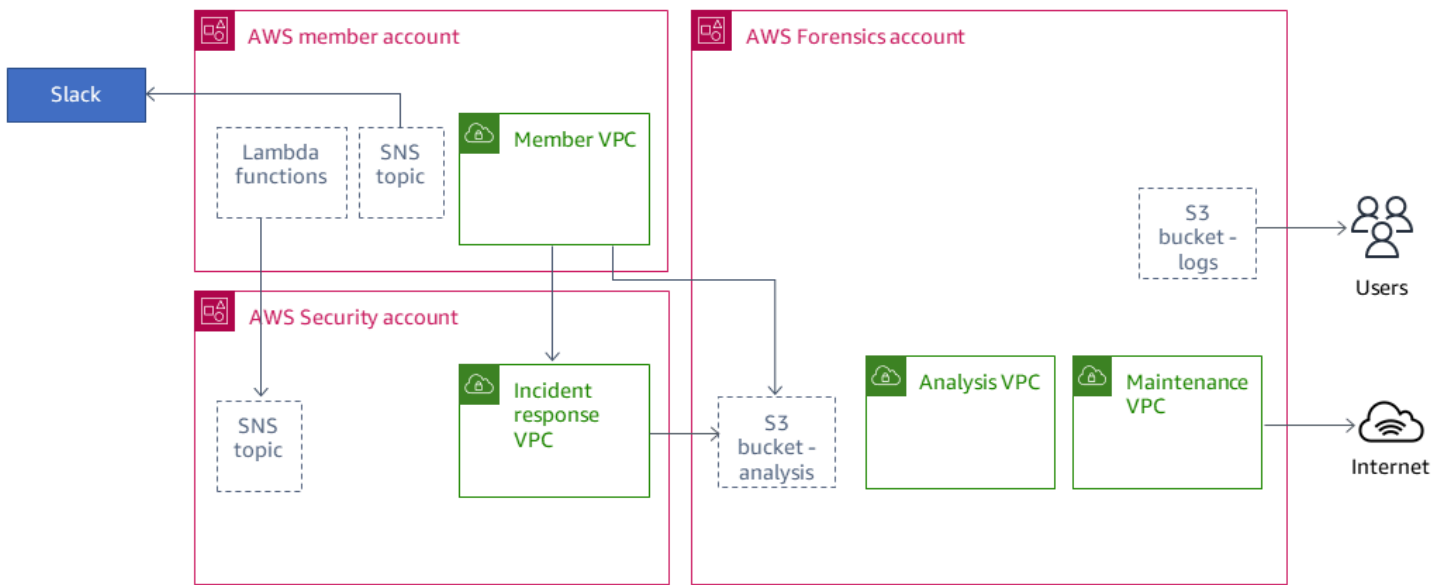 AWS member account
AWS Forensics account
Slack
Lambda
functions
SNS
topic
Member VPC
S3
bucket -
logs
Users
AWS Security account
SNS
topic
Incident
response
VPC
S3
bucket -
analysis
Analysis VPC
Maintenance
VPC
Internet